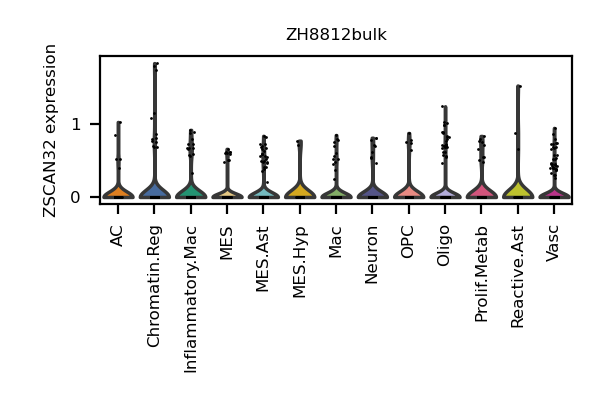 ZH8812bulk
ZSCAN32 expression
1
0
AC
Chromatin.Reg
Inflammatory.Mac
MES
MES.Ast
MES.Hyp
Mac
Neuron
OPC
Oligo
Prolif.Metab
Reactive.Ast
Vasc